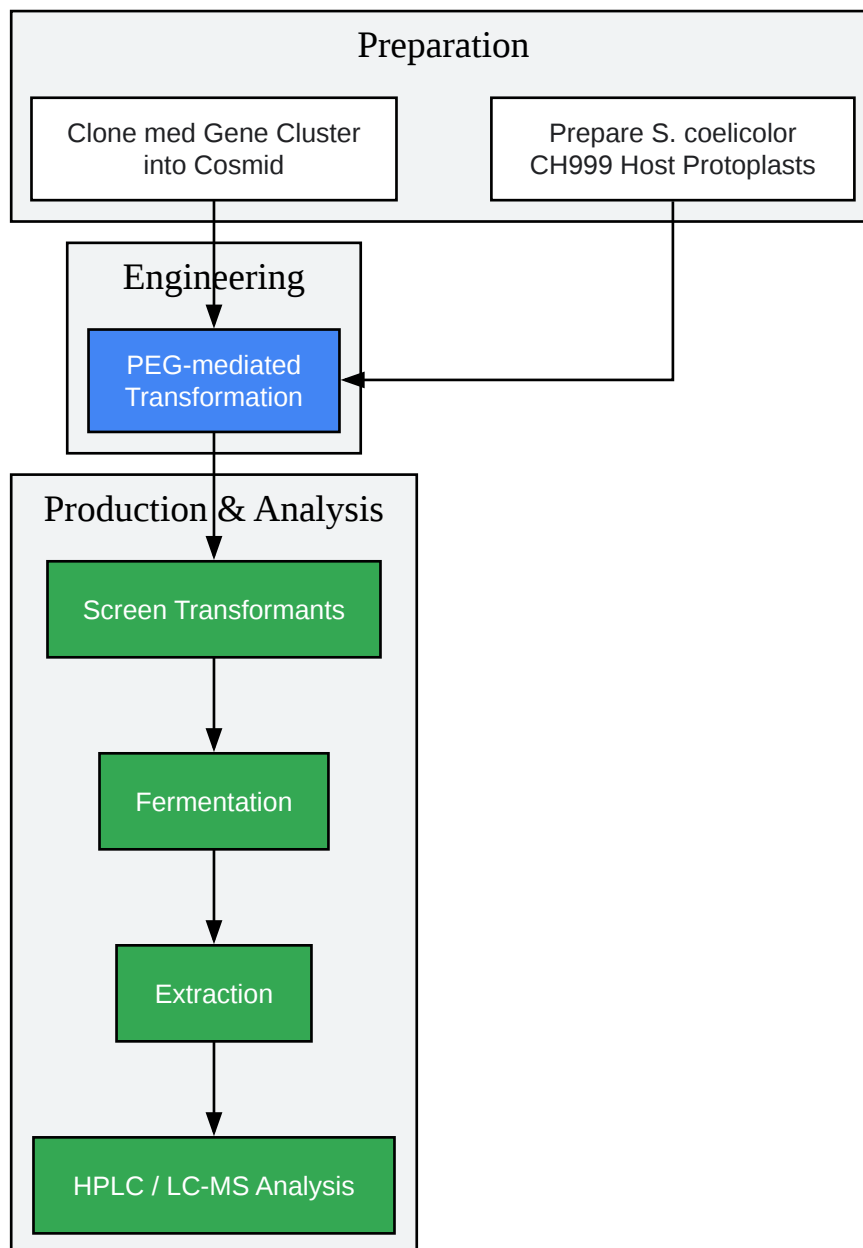 Preparation
Clone med Gene Cluster
into Cosmid
Prepare S. coelicolor
CH999 Host Protoplasts
Engineering
PEG-mediated
Transformation
Production & Analysis
Screen Transformants
Fermentation
Extraction
HPLC / LC-MS Analysis